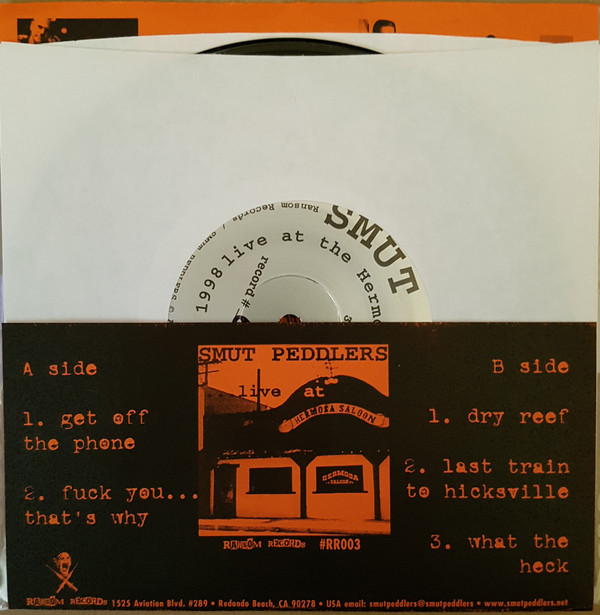 Ransom Records /
SMUT
1998 live at the Hermo
record #
A side
1. get off
the phone
2. fuck you...
that's why
SMUT PEDDLERS
live at
HERMOSA SALOON
HERMOSA
SALOON
RANSOM RECORDS #RR003
B side
1. dry reef
2. last train
to hicksville
3. what the
heck
RANSOM RECORDS 1525 Aviation Blvd. #289 • Redondo Beach, CA 90278 • USA email: smutpeddlers@smutpeddlers • www.smutpeddlers.net